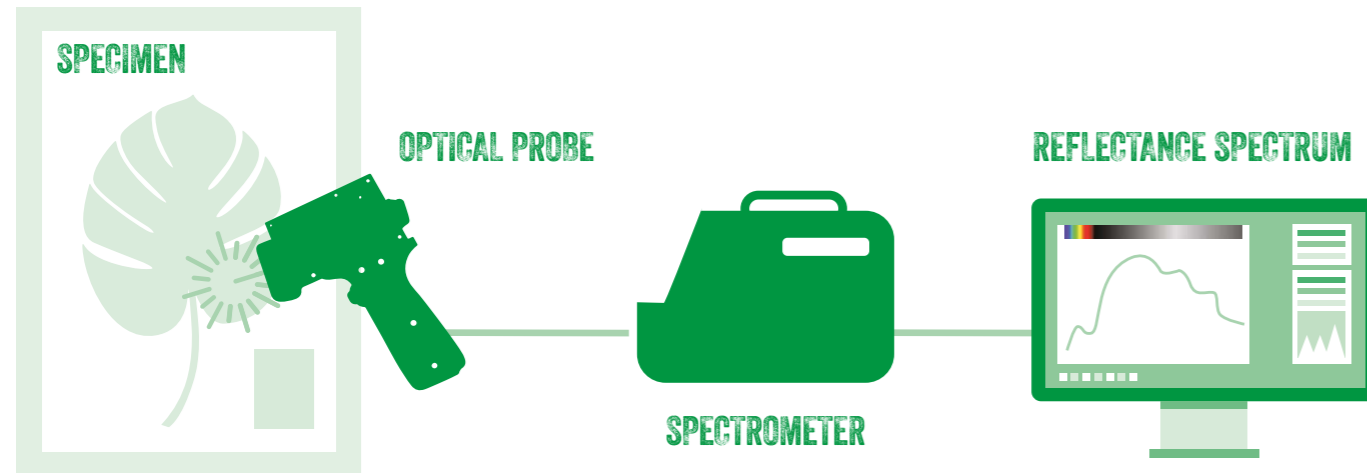 SPECIMEN
OPTICAL PROBE
REFLECTANCE SPECTRUM
SPECTROMETER